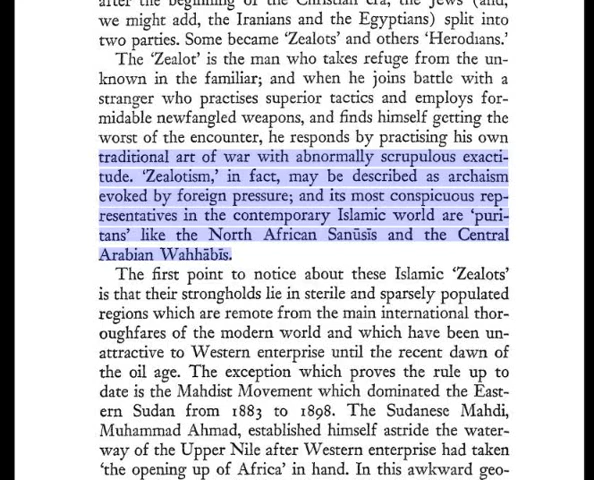 after the beginning of the Christian era, the Jews (and,
we might add, the Iranians and the Egyptians) split into
two parties. Some became 'Zealots' and others 'Herodians.'
The 'Zealot' is the man who takes refuge from the un-
known in the familiar; and when he joins battle with a
stranger who practises superior tactics and employs for-
midable newfangled weapons, and finds himself getting the
worst of the encounter, he responds by practising his own
traditional art of war with abnormally scrupulous exacti-
tude. 'Zealotism,' in fact, may be described as archaism
evoked by foreign pressure; and its most conspicuous rep-
resentatives in the contemporary Islamic world are 'puri-
tans' like the North African Sanūsīs and the Central
Arabian Wahhābīs.
The first point to notice about these Islamic 'Zealots'
is that their strongholds lie in sterile and sparsely populated
regions which are remote from the main international thor-
oughfares of the modern world and which have been un-
attractive to Western enterprise until the recent dawn of
the oil age. The exception which proves the rule up to
date is the Mahdist Movement which dominated the East-
ern Sudan from 1883 to 1898. The Sudanese Mahdi,
Muhammad Ahmad, established himself astride the water-
way of the Upper Nile after Western enterprise had taken
'the opening up of Africa' in hand. In this awkward geo-